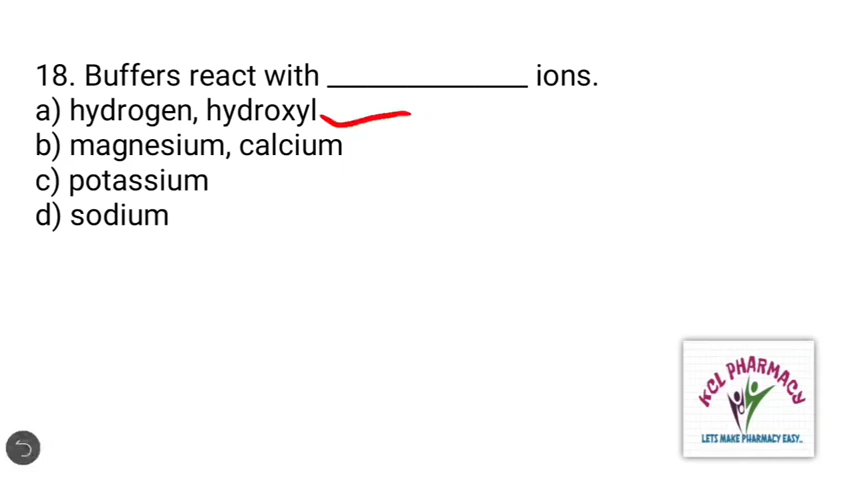 18. Buffers react with ______________ ions.
a) hydrogen, hydroxyl
b) magnesium, calcium
c) potassium
d) sodium
KCL PHARMACY
LETS MAKE PHARMACY EASY..